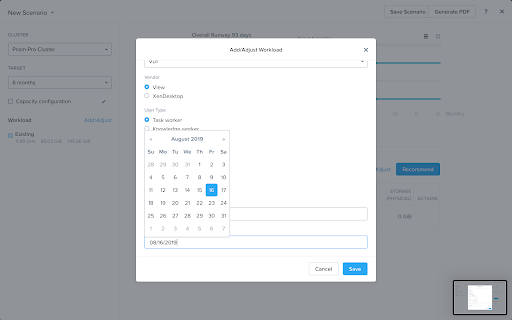 New Scenario
Save Scenario
Generate PDF
?
×
CLUSTER
Prism-Pro-Cluster
TARGET
6 months
Capacity configuration
Workload
Add/Adjust
Existing
Overall Runway 93 days
Add/Adjust Workload
×
VDI
Vendor
View
XenDesktop
User Type
Task worker
Knowledge worker
« August 2019 »
Su Mo Tu We Th Fr Sa
28 29 30 31 1 2 3
4 5 6 7 8 9 10
11 12 13 14 15 16 17
18 19 20 21 22 23 24
25 26 27 28 29 30 31
1 2 3 4 5 6 7
08/16/2019
Cancel
Save
Adjust
Recommend
STORAGE
(PHYSICAL)
ACTIONS
0 GiB